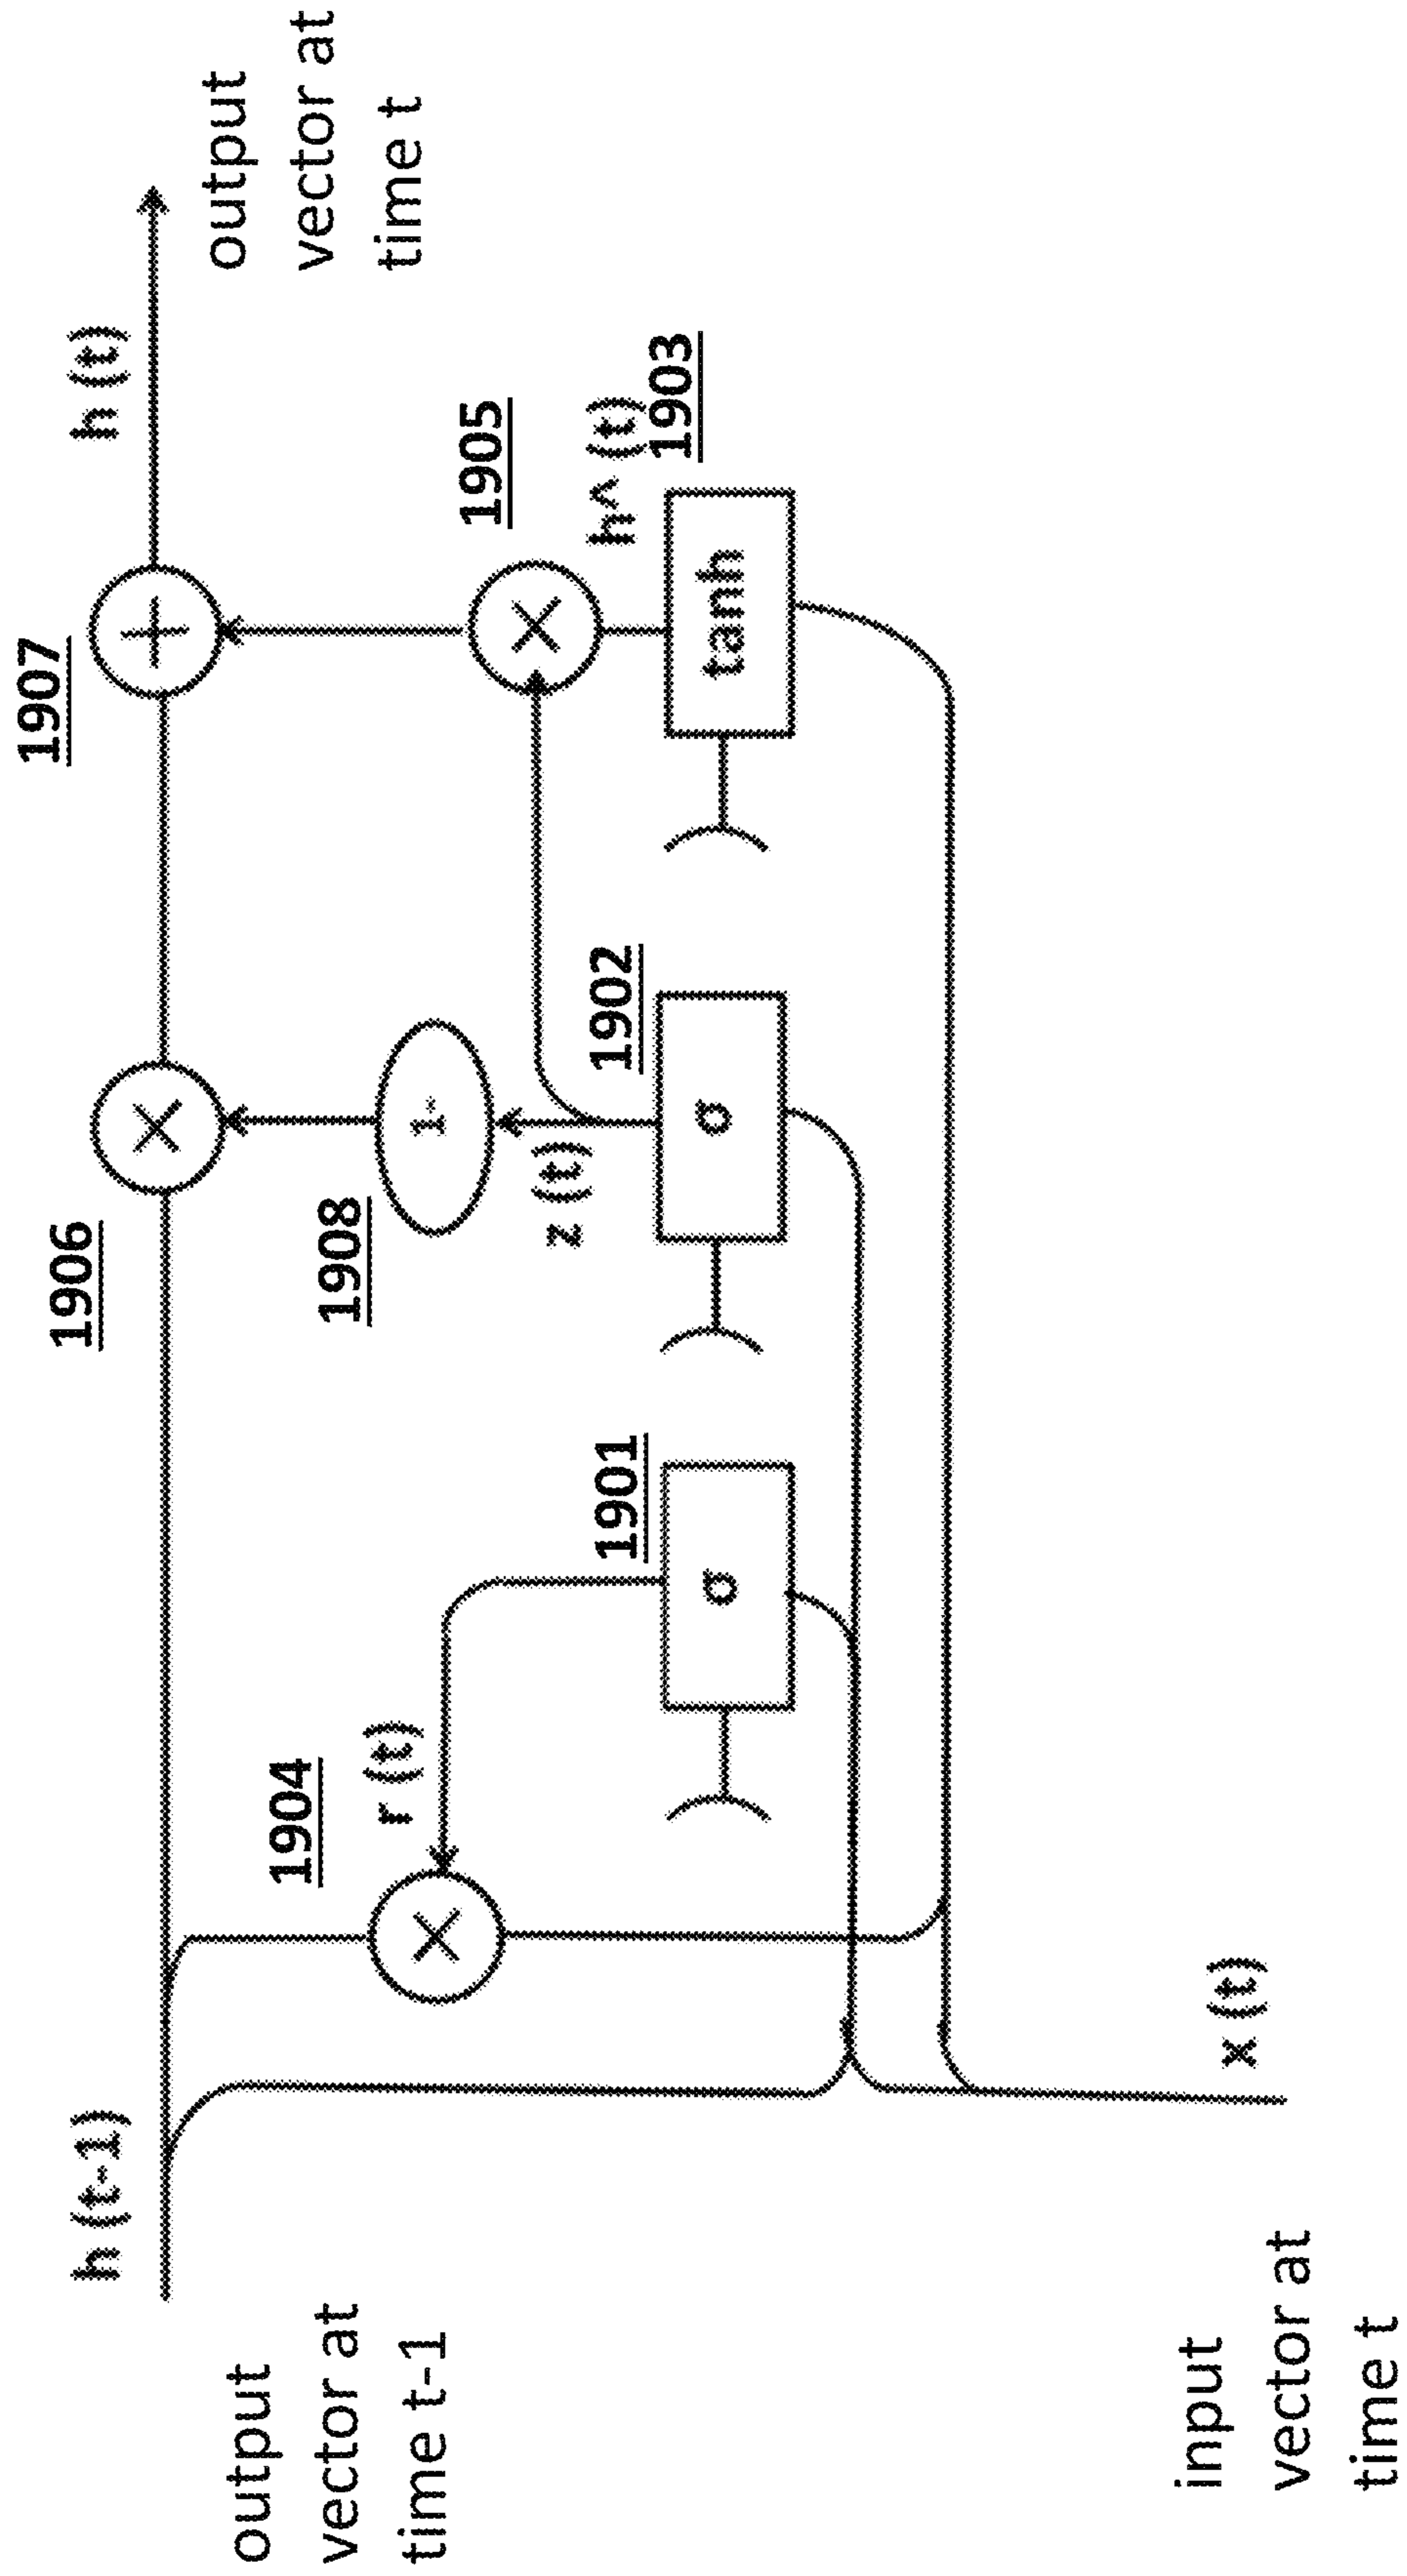 1907
h (t-1)
1906
h (t)
×
+
output
vector at
time t-1
output
vector at
time t
1904
1908
×
r (t)
1-
1905
×
z (t)
h^ (t)
1901
1902
1903
σ
σ
tanh
input
vector at
time t
x (t)